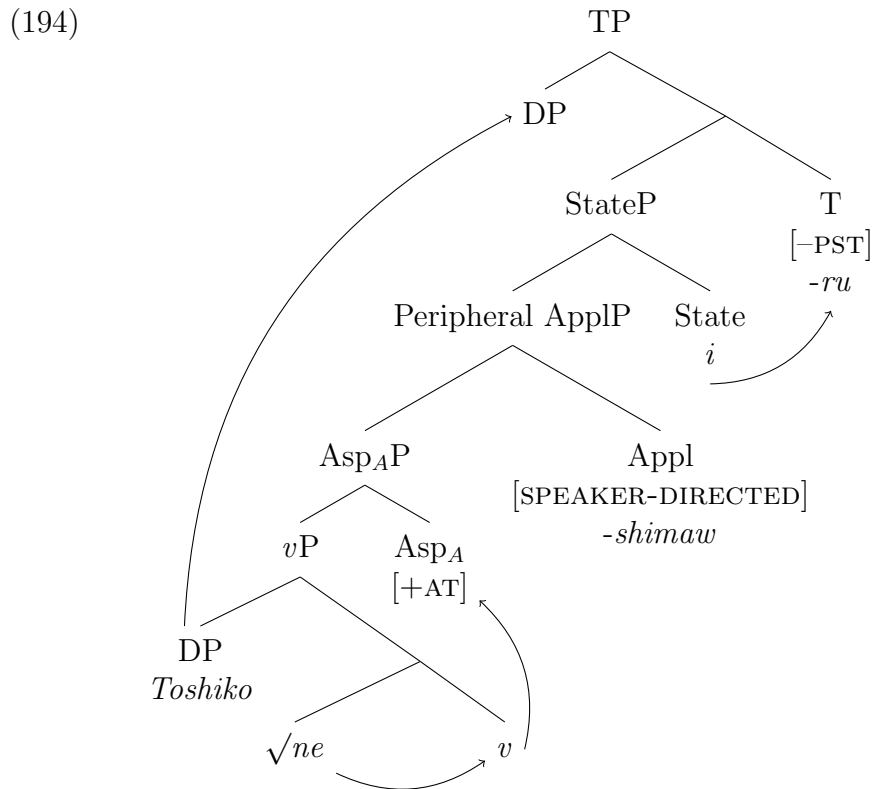 (194)
TP
DP
StateP T
[–PST]
-ru
Peripheral ApplP State
i
Asp_AP Appl
[SPEAKER-DIRECTED]
-shimaw
vP Asp_A
[+AT]
DP
Toshiko
√ne v